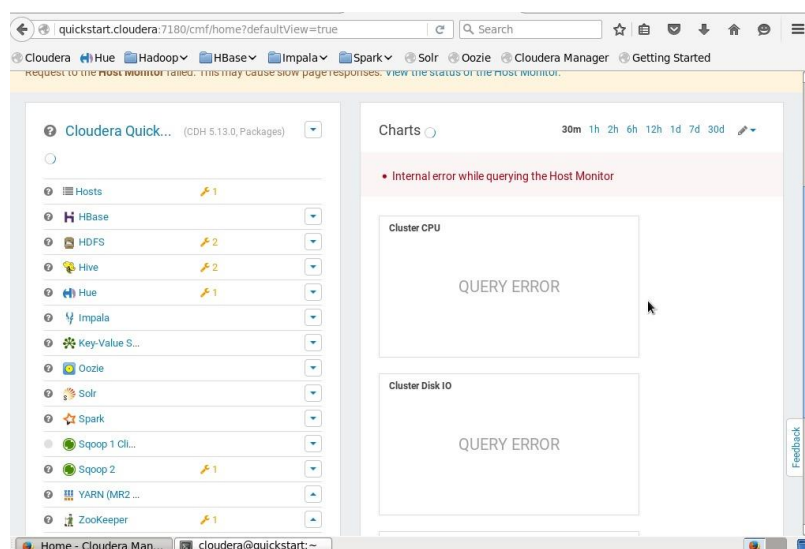 quickstart.cloudera:7180/cmf/home?defaultView=true
Search
Cloudera Hue Hadoop HBase Impala Spark Solr Oozie Cloudera Manager Getting Started
Request to the Host Monitor failed. This may cause slow page responses. View the status of the Host Monitor.
Cloudera Quick... (CDH 5.13.0, Packages)
Charts
30m 1h 2h 6h 12h 1d 7d 30d
Internal error while querying the Host Monitor
Hosts 1
HBase
HDFS 2
Hive 2
Hue 1
Impala
Key-Value S...
Oozie
Solr
Spark
Sqoop 1 Cli...
Sqoop 2 1
YARN (MR2 ...
ZooKeeper 1
Cluster CPU
QUERY ERROR
Cluster Disk IO
QUERY ERROR
Feedback
Home - Cloudera Man...
cloudera@quickstart:~